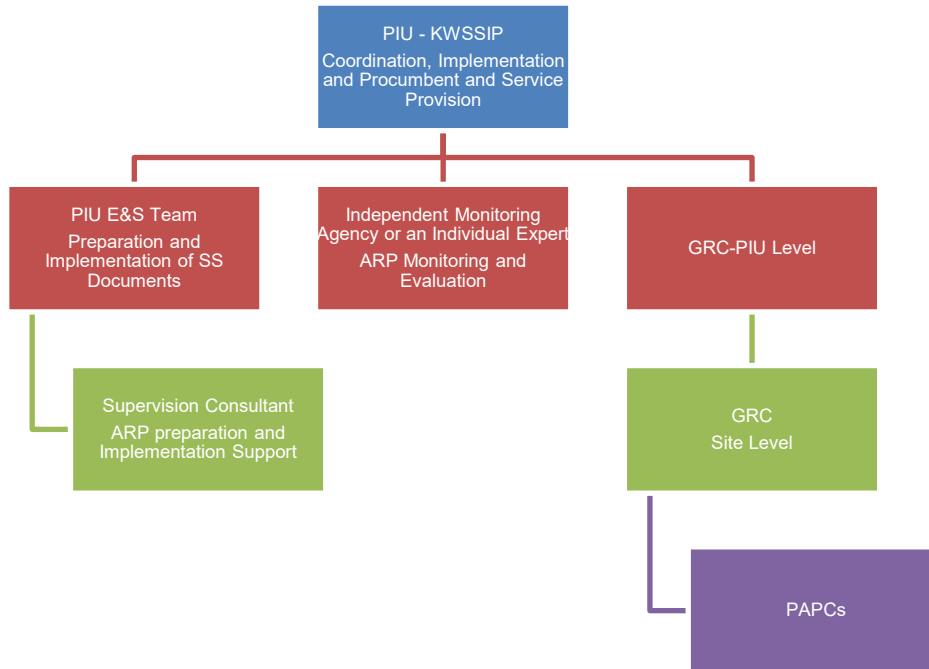 PIU - KWSSIP
Coordination, Implementation
and Procumbent and Service
Provision
PIU E&S Team
Preparation and
Implementation of SS
Documents
Independent Monitoring
Agency or an Individual Expert
ARP Monitoring and
Evaluation
GRC-PIU Level
Supervision Consultant
ARP preparation and
Implementation Support
GRC
Site Level
PAPCs